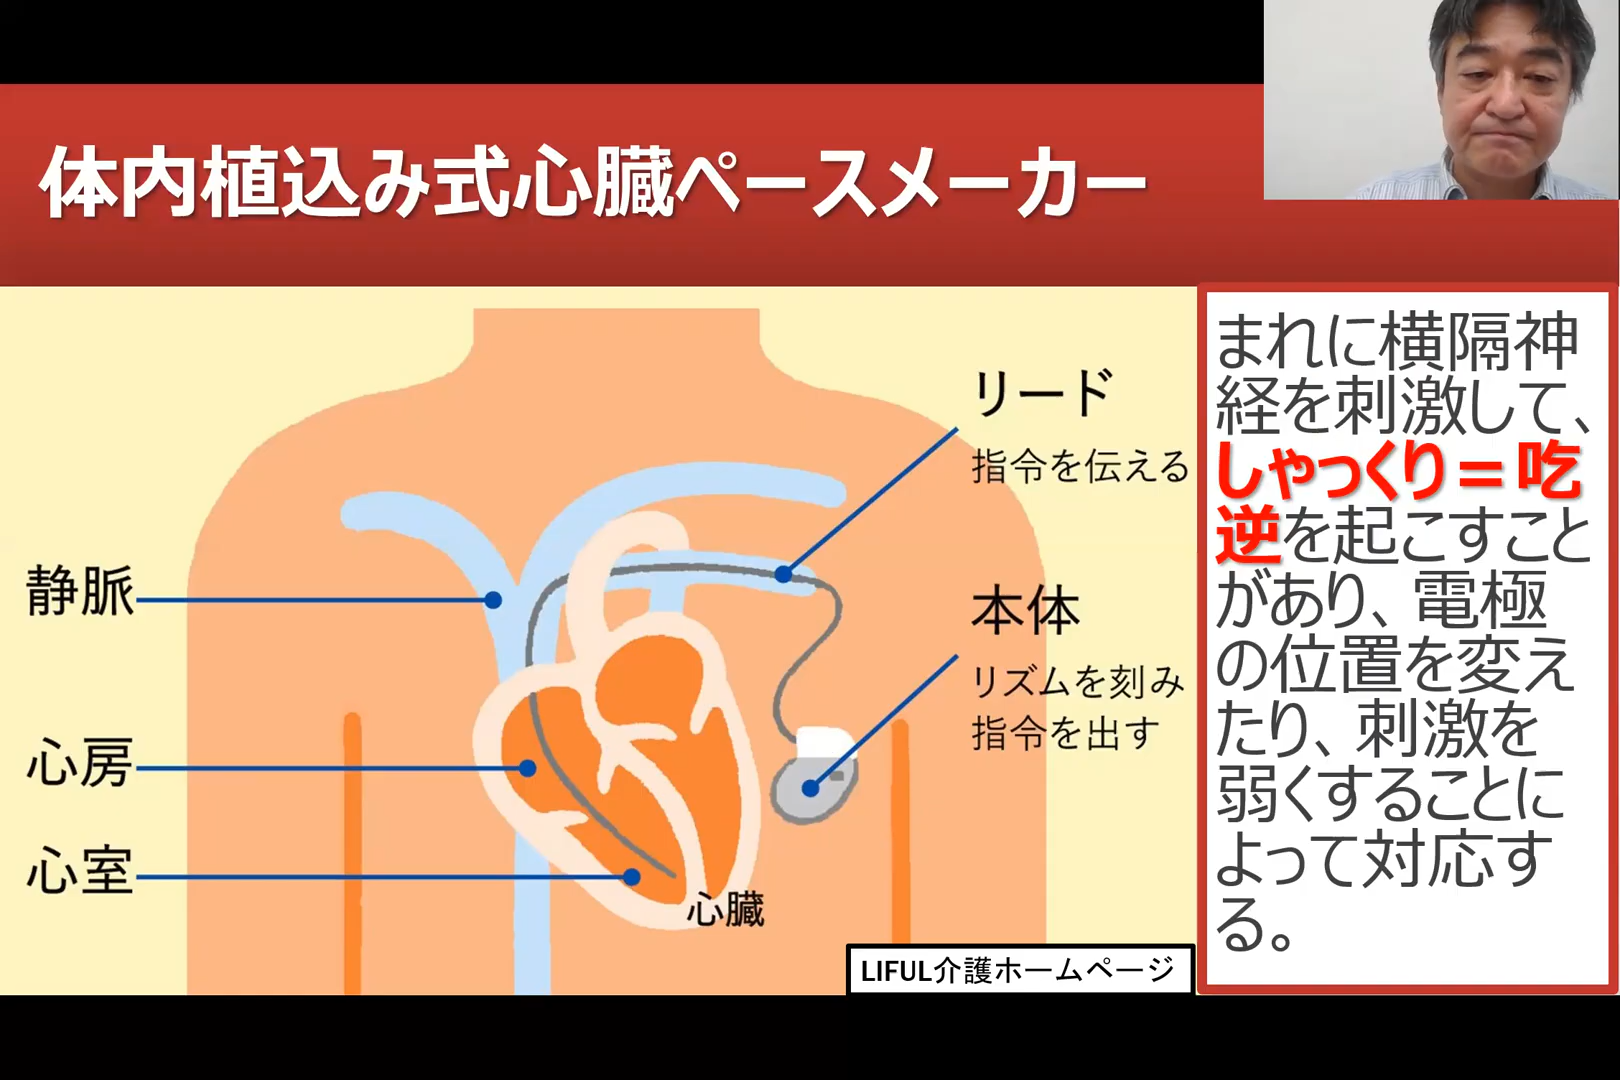 体内植込み式心臓ペースメーカー
リード
指令を伝える
静脈
本体
リズムを刻み
指令を出す
心房
心室
心臓
LIFUL介護ホームページ
まれに横隔神
経を刺激して、
しゃっくり＝吃
逆を起こすこと
があり、電極
の位置を変え
たり、刺激を
弱くすることに
よって対応す
る。